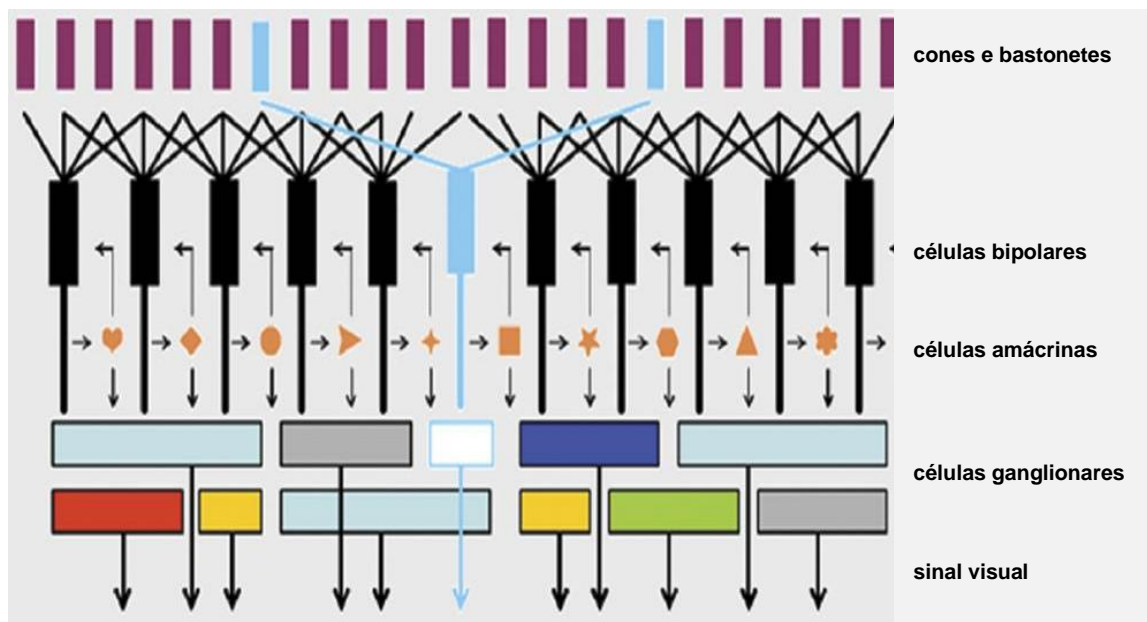 cones e bastonetes
células bipolares
células amácrinas
células ganglionares
sinal visual